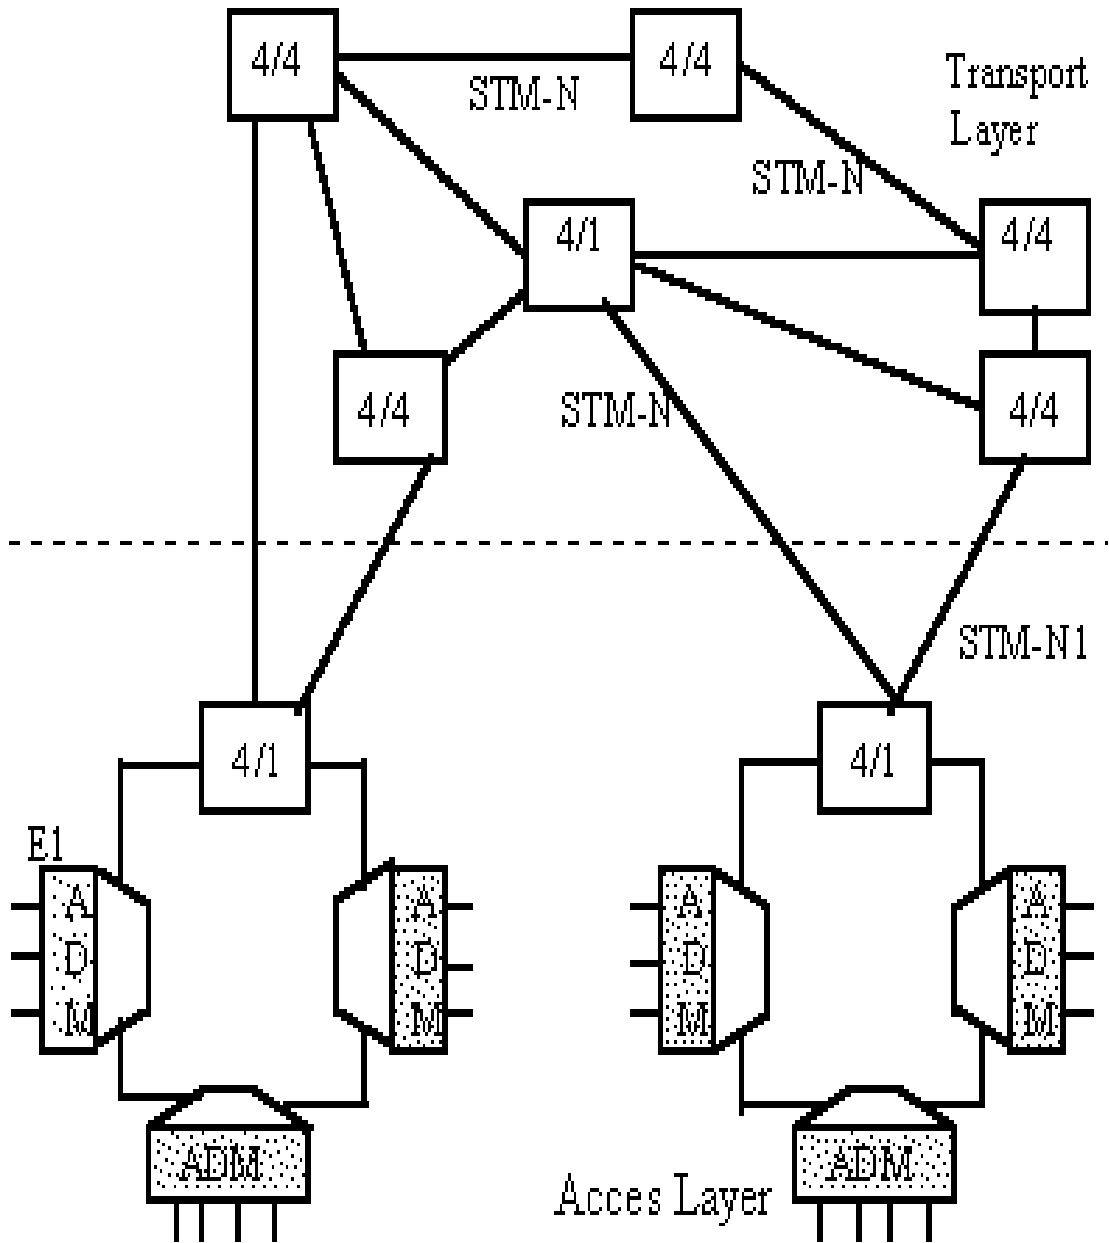 4/4
4/4
Transport
Layer
STM-N
STM-N
4/1
4/4
4/4
STM-N
4/4
STM-N1
4/1
4/1
E1
A
D
M
A
D
M
A
D
M
A
D
M
ADM
ADM
Acces Layer